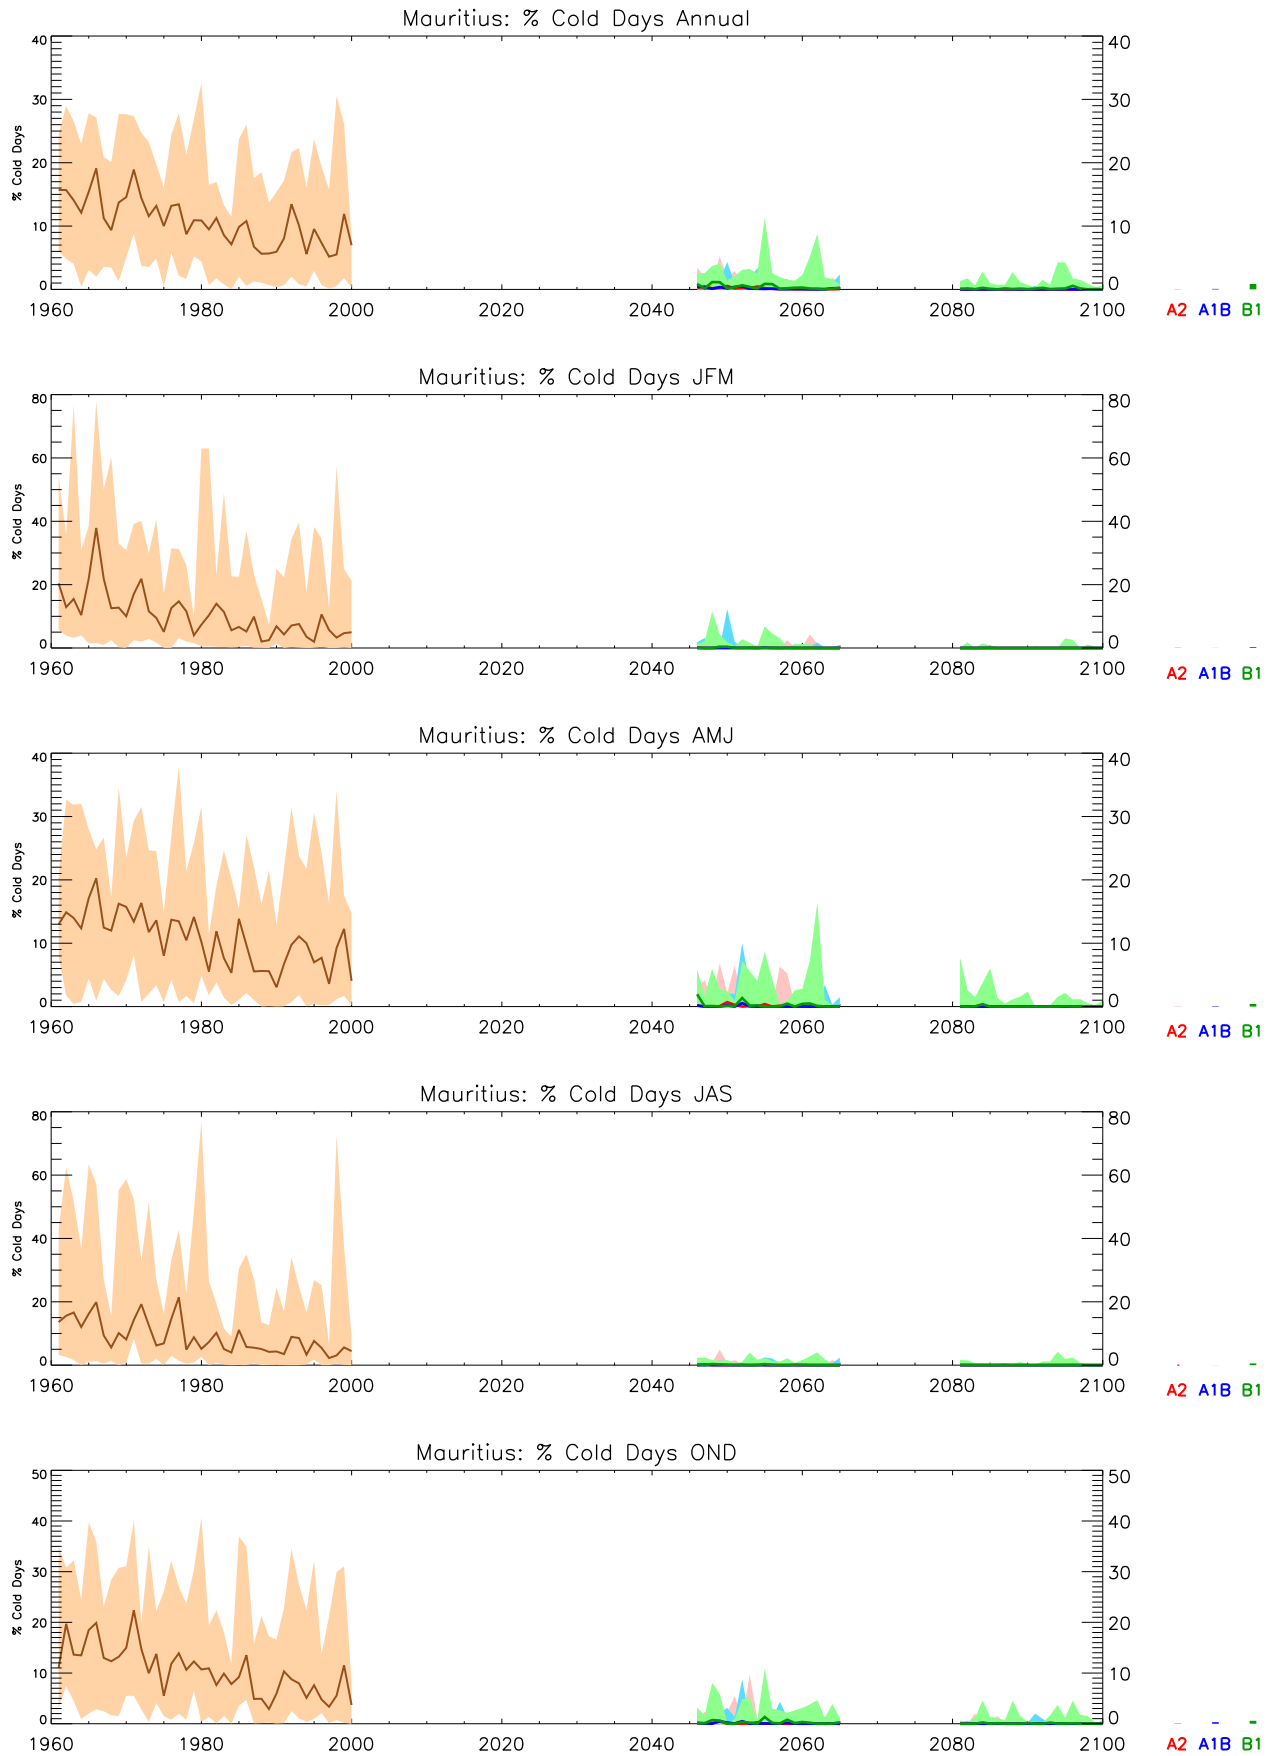 Mauritius: % Cold Days Annual
40 40
30 30
% Cold Days
20 20
10 10
0 0
1960 1980 2000 2020 2040 2060 2080 2100 A2 A1B B1
Mauritius: % Cold Days JFM
80 80
60 60
% Cold Days
40 40
20 20
0 0
1960 1980 2000 2020 2040 2060 2080 2100 A2 A1B B1
Mauritius: % Cold Days AMJ
40 40
30 30
% Cold Days
20 20
10 10
0 0
1960 1980 2000 2020 2040 2060 2080 2100 A2 A1B B1
Mauritius: % Cold Days JAS
80 80
60 60
% Cold Days
40 40
20 20
0 0
1960 1980 2000 2020 2040 2060 2080 2100 A2 A1B B1
Mauritius: % Cold Days OND
50 50
40 40
30 30
% Cold Days
20 20
10 10
0 0
1960 1980 2000 2020 2040 2060 2080 2100 A2 A1B B1